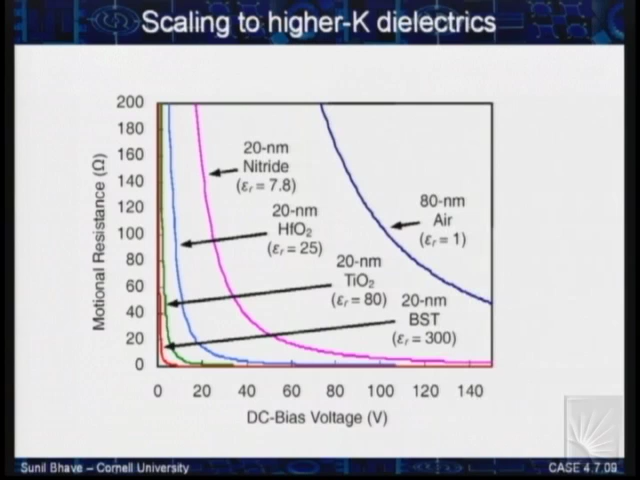 Scaling to higher-K dielectrics
200
180
160
140
120
100
80
60
40
20
0
Motional Resistance (Ω)
20-nm
Nitride
(εr = 7.8)
20-nm
HfO₂
(εr = 25)
80-nm
Air
(εr = 1)
20-nm
TiO₂
(εr = 80)
20-nm
BST
(εr = 300)
0 20 40 60 80 100 120 140
DC-Bias Voltage (V)
Sunil Bhave – Cornell University
CASE 4.7.09